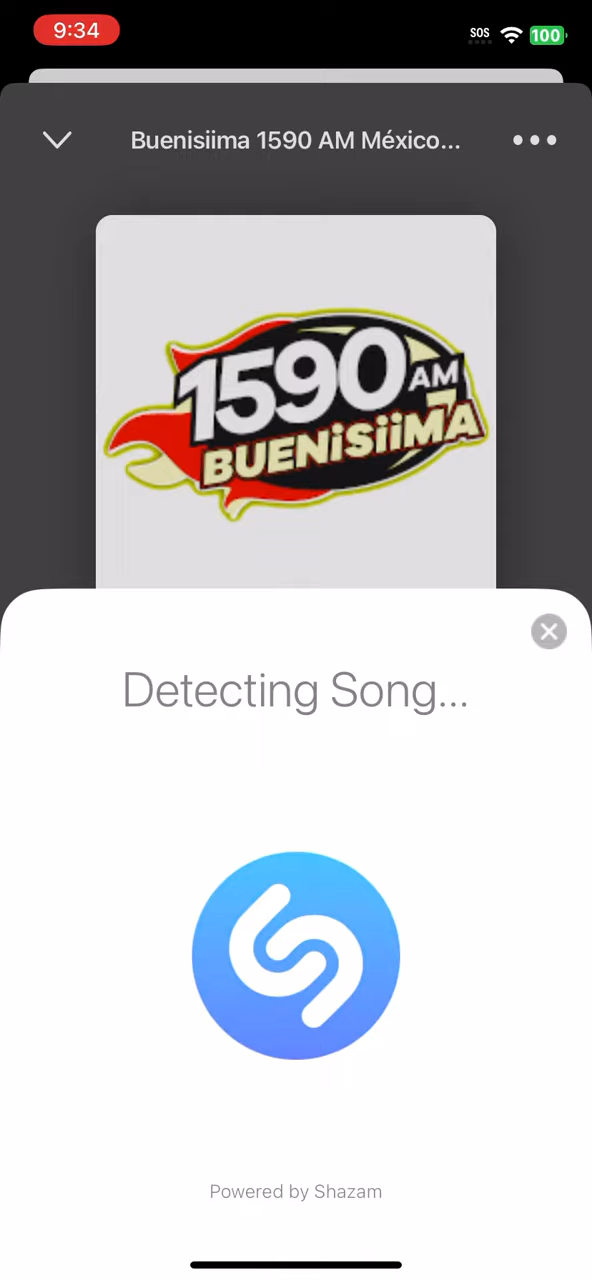 9:34
SOS
100
Buenisiima 1590 AM México...
1590 AM
BUENiSiiMA
Detecting Song...
Powered by Shazam